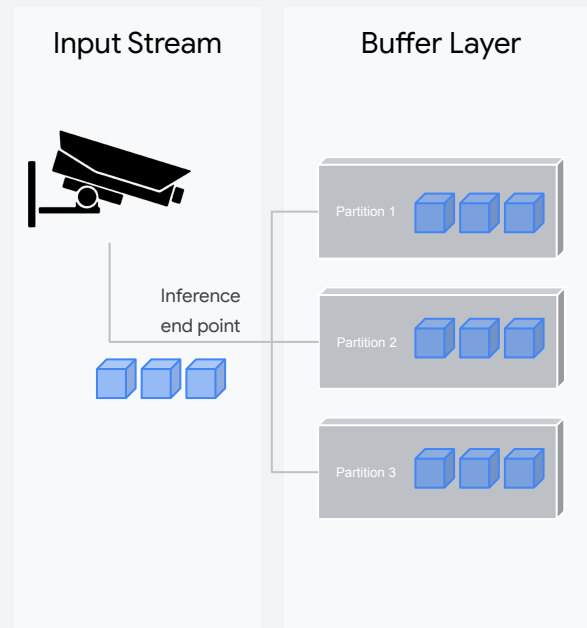 Input Stream
Buffer Layer
Partition 1
Inference
end point
Partition 2
Partition 3